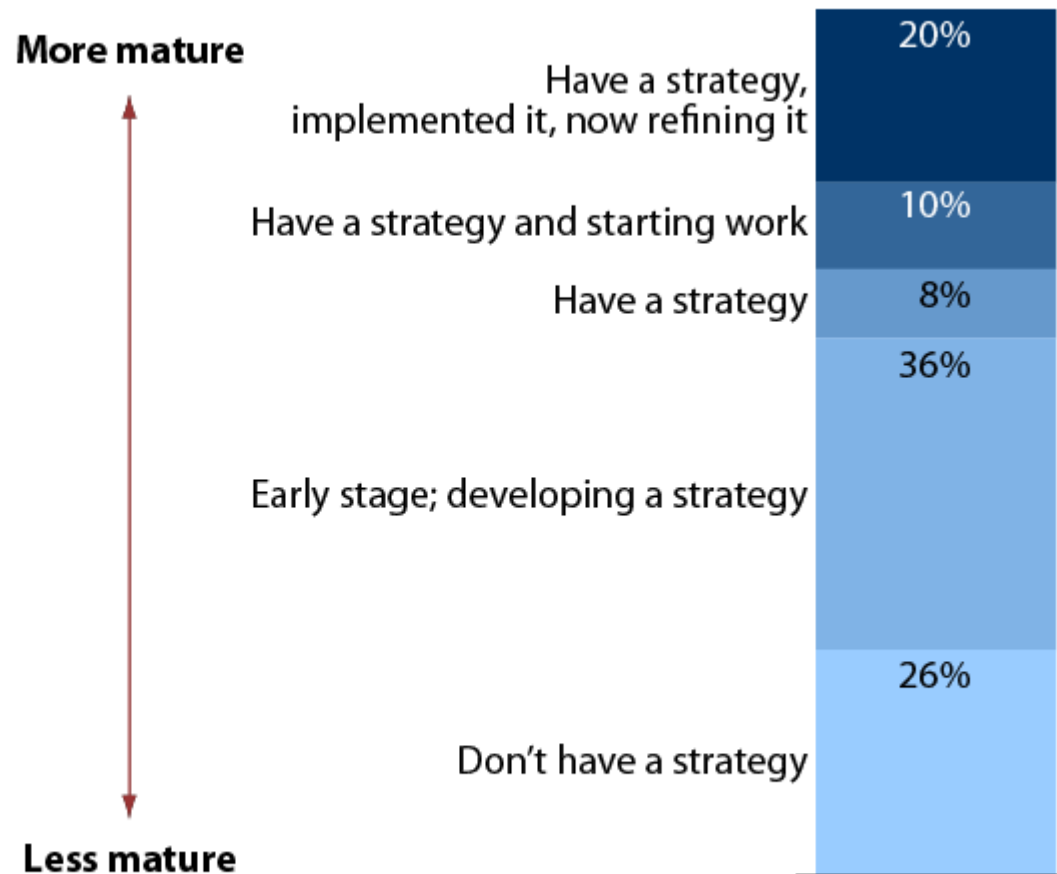 More mature
20%
Have a strategy,
implemented it, now refining it
10%
Have a strategy and starting work
8%
Have a strategy
36%
Early stage; developing a strategy
26%
Don’t have a strategy
Less mature